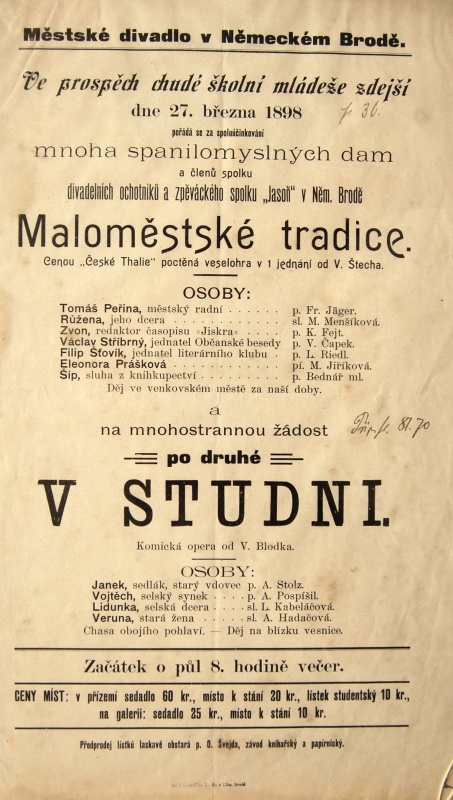 Městské divadlo v Německém Brodě.
Ve prospěch chudé školní mládeže zdejší
dne 27. března 1898
pořádá se za spoluúčinkování
mnoha spanilomyslných dam
a členů spolku
divadelních ochotníků a zpěváckého spolku „Jasoň“ v Něm. Brodě
Maloměstské tradice.
Cenou „České Thalie“ poctěná veselohra v 1 jednání od V. Štecha.
OSOBY:
Tomáš Peřina, městský radní . . . . . . p. Fr. Jäger.
Růžena, jeho dcera . . . . . . . . . . . sl. M. Menšíková.
Zvon, redaktor časopisu »Jiskra« . . . . p. K. Fejt.
Václav Stříbrný, jednatel Občanské besedy p. V. Čapek.
Filip Šťovík, jednatel literárního klubu . p. L. Riedl.
Eleonora Prášková . . . . . . . . . . . pí. M. Jiříková.
Šíp, sluha z knihkupectví . . . . . . . . p. Bednář ml.
Děj ve venkovském městě za naší doby.
a
na mnohostrannou žádost
po druhé
V STUDNI.
Komická opera od V. Blodka.
OSOBY:
Janek, sedlák, starý vdovec p. A. Stolz.
Vojtěch, selský synek . . . . p. A. Pospíšil.
Lidunka, selská dcera . . . . sl. L. Kabeláčová.
Veruna, stará žena . . . . . sl. A. Hadačová.
Chasa obojího pohlaví. — Děj na blízku vesnice.
Začátek o půl 8. hodině večer.
CENY MÍST: v přízemí sedadlo 60 kr., místo k stání 20 kr., lístek studentský 10 kr.,
na galerii: sedadlo 25 kr., místo k stání 10 kr.
Předprodej lístků laskavě obstará p. O. Švejda, závod knihařský a papírnický.